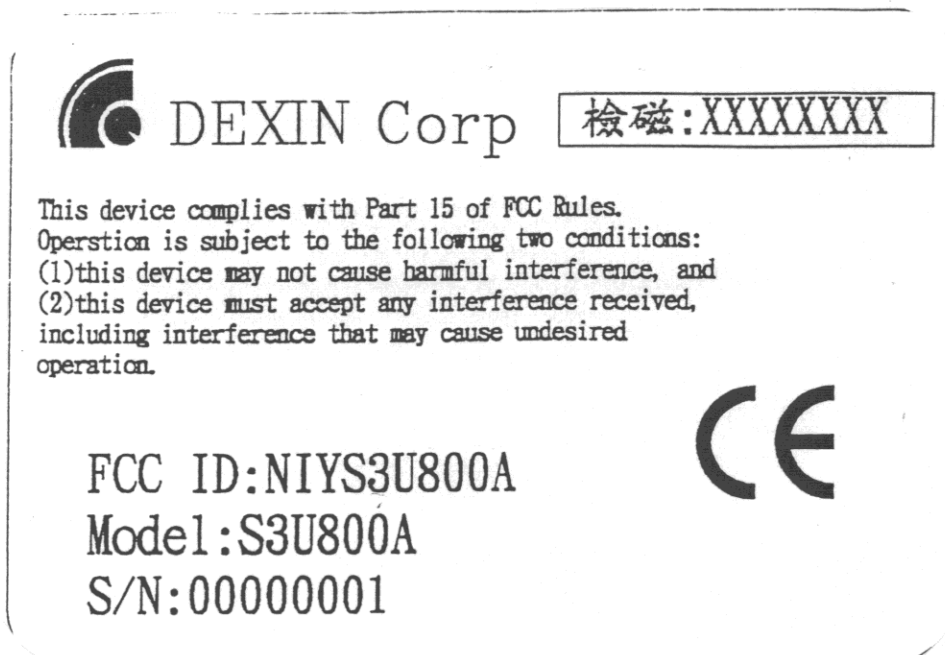 DEXIN Corp 檢磁:XXXXXXXX
This device complies with Part 15 of FCC Rules.
Operstion is subject to the following two conditions:
(1)this device may not cause harmful interference, and
(2)this device must accept any interference received,
including interference that may cause undesired
operation.
CE
FCC ID:NIYS3U800A
Model:S3U800A
S/N:00000001